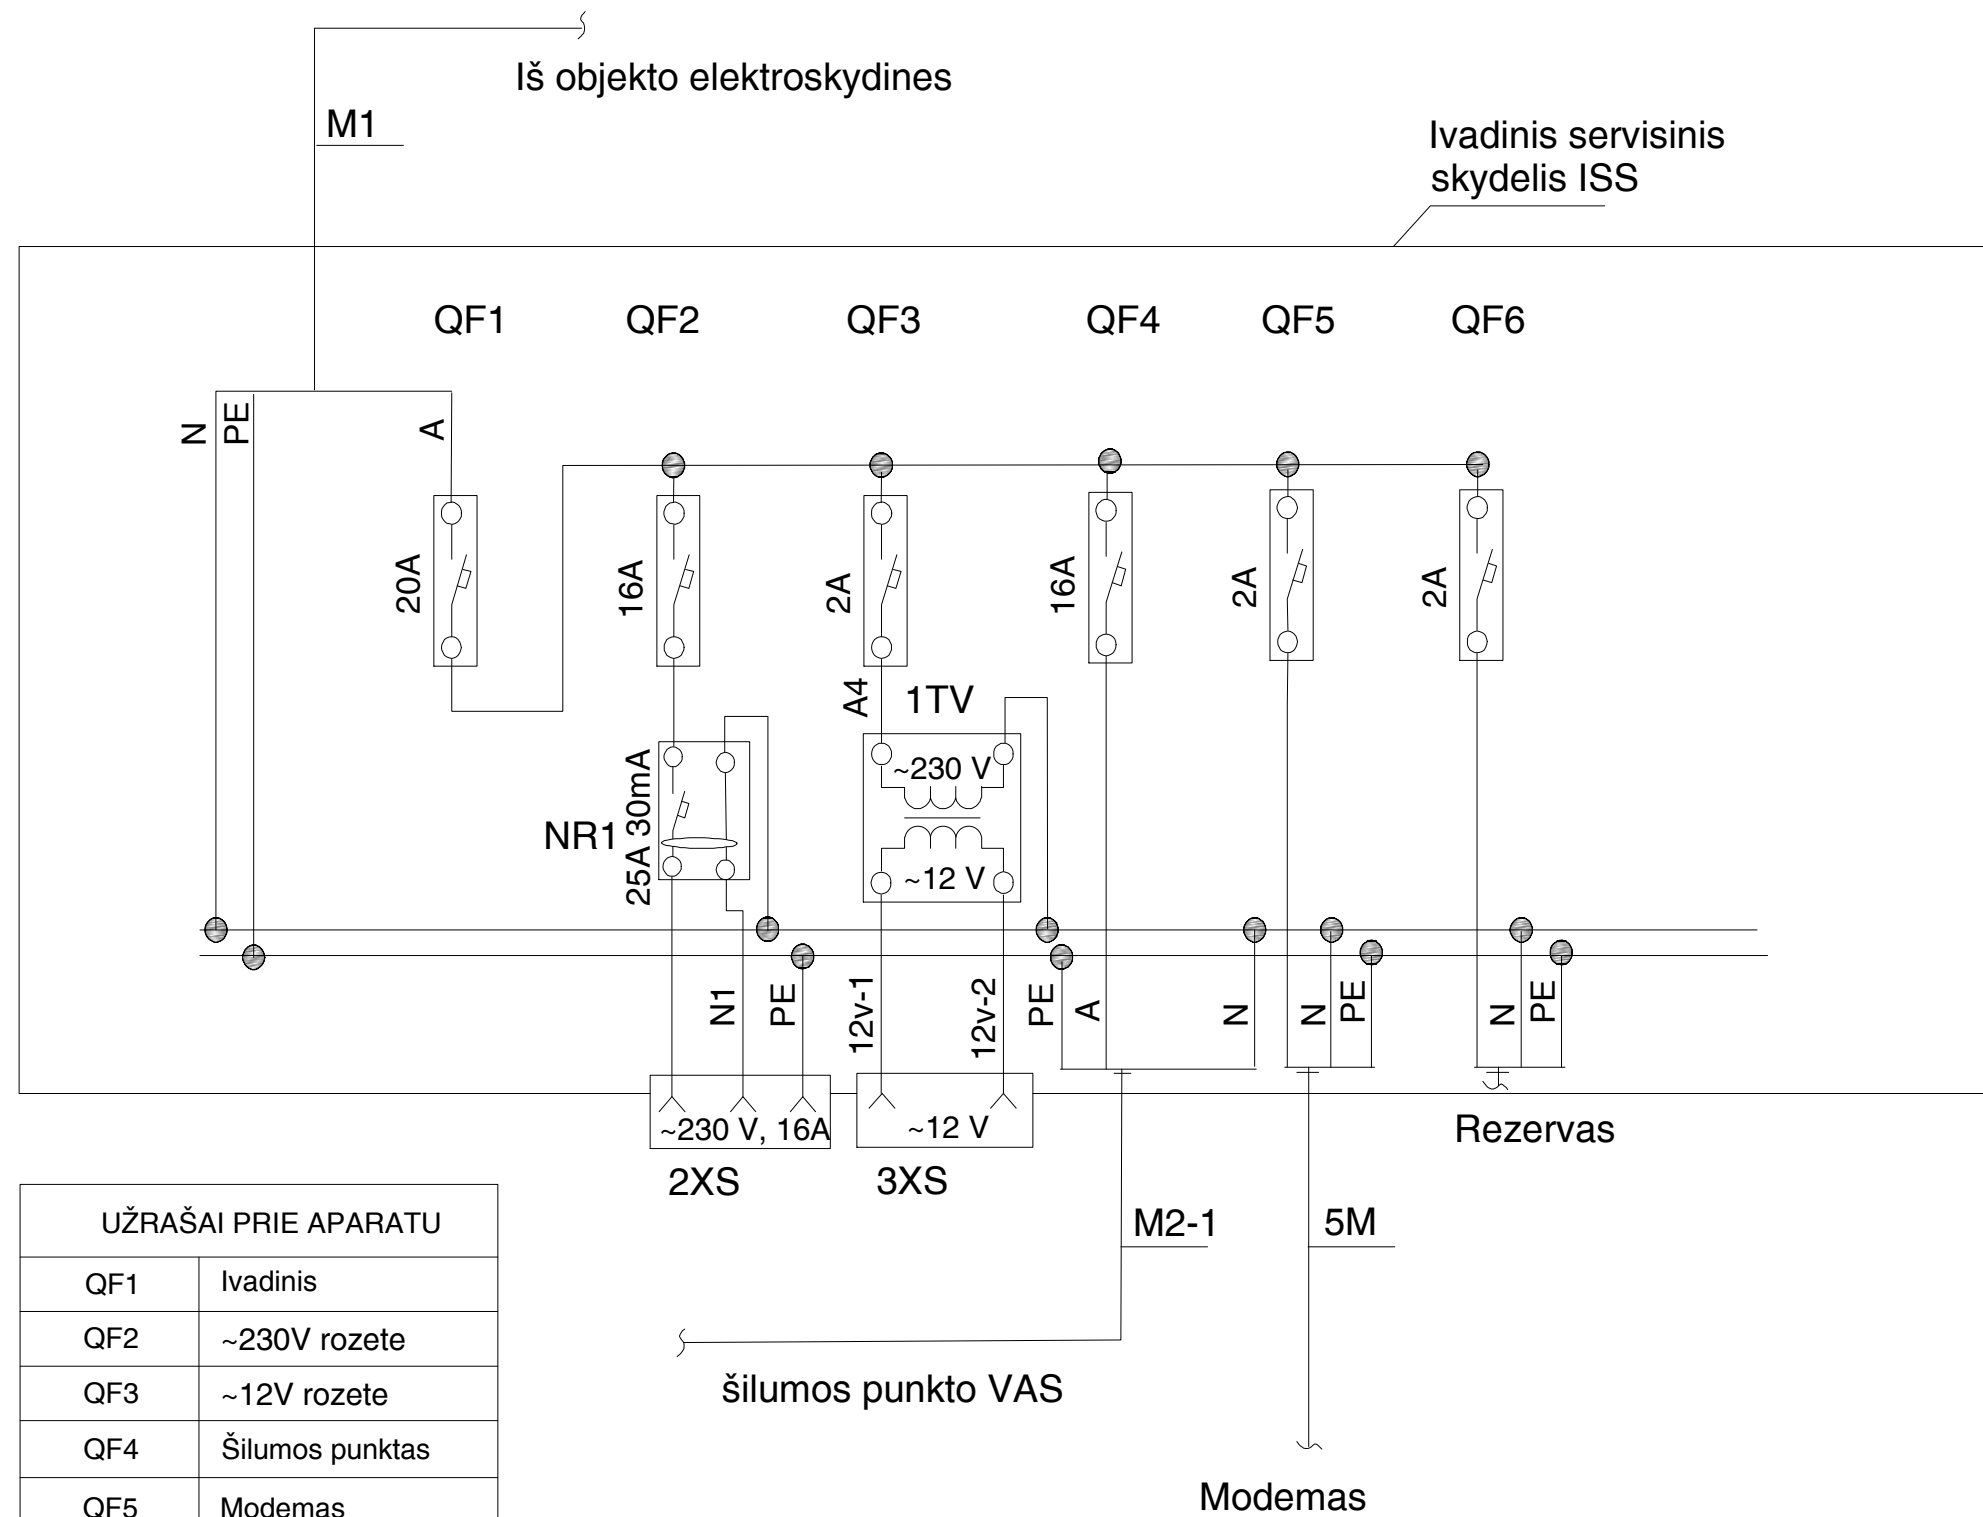 Iš objekto elektroskydines
M1
Ivadinis servisinis
skydelis ISS
QF1 QF2 QF3 QF4 QF5 QF6
N PE A
20A 16A 2A 16A 2A 2A
A4 1TV
~230 V
NR1 25A 30mA
~12 V
N1 PE 12v-1 12v-2 PE A N N PE N PE
~230 V, 16A ~12 V
Rezervas
2XS 3XS
M2-1 5M
UŽRAŠAI PRIE APARATU
QF1 Ivadinis
QF2 ~230V rozete
QF3 ~12V rozete
šilumos punkto VAS
QF4 Šilumos punktas
QF5 Modemas
Modemas